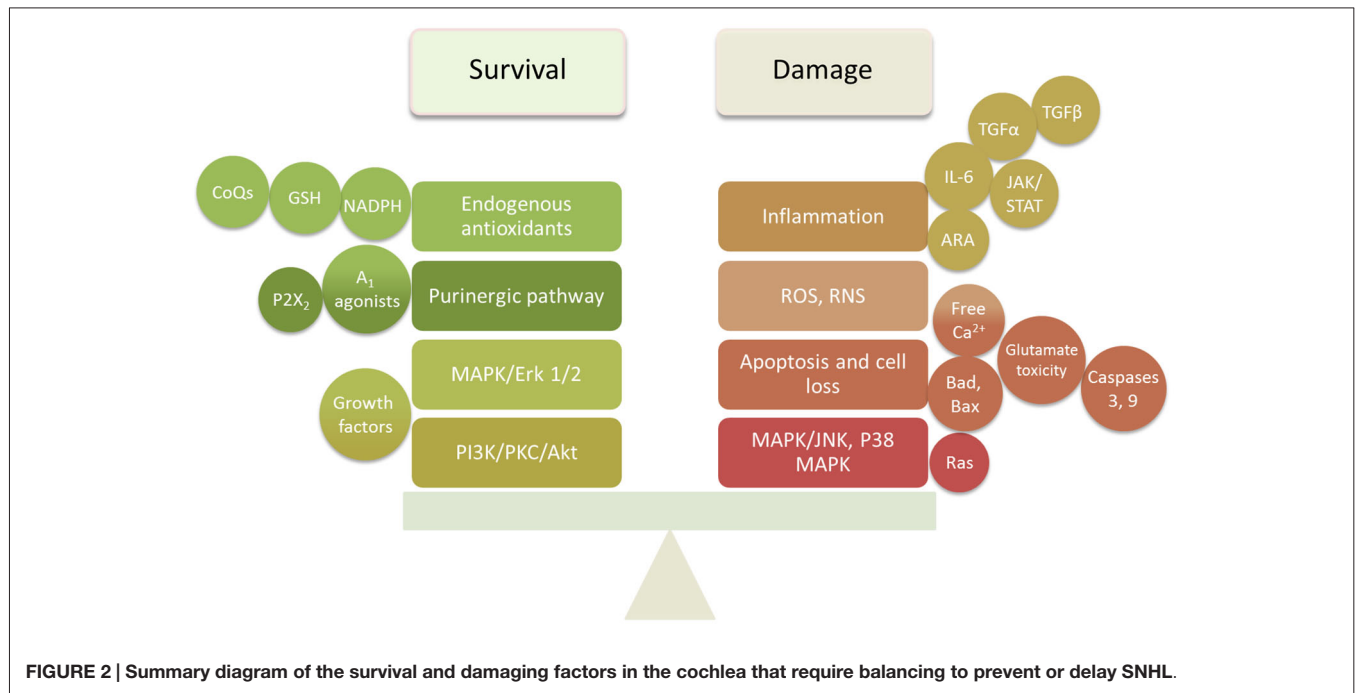 Survival
Damage
CoQs
GSH
NADPH
Endogenous
antioxidants
P2X₂
A₁
agonists
Purinergic pathway
MAPK/Erk 1/2
Growth
factors
PI3K/PKC/Akt
Inflammation
TGFα
TGFβ
IL-6
JAK/
STAT
ARA
ROS, RNS
Free
Ca²⁺
Apoptosis and cell
loss
Glutamate
toxicity
Bad,
Bax
Caspases
3, 9
MAPK/JNK, P38
MAPK
Ras
FIGURE 2 | Summary diagram of the survival and damaging factors in the cochlea that require balancing to prevent or delay SNHL.